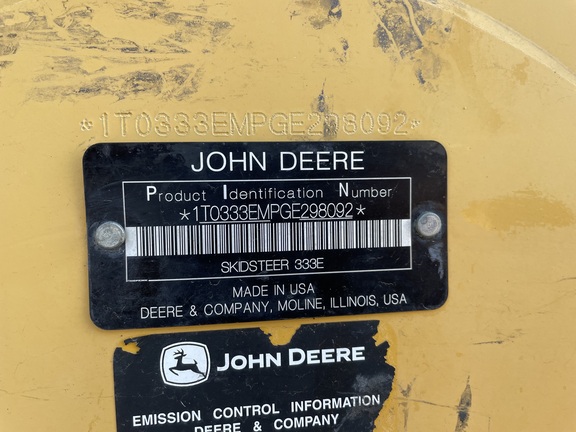 *1T0333EMPGE298092*
JOHN DEERE
Product Identification Number
*1T0333EMPGE298092*
SKIDSTEER 333E
MADE IN USA
DEERE & COMPANY, MOLINE, ILLINOIS, USA
JOHN DEERE
EMISSION CONTROL INFORMATION
DEERE & COMPANY